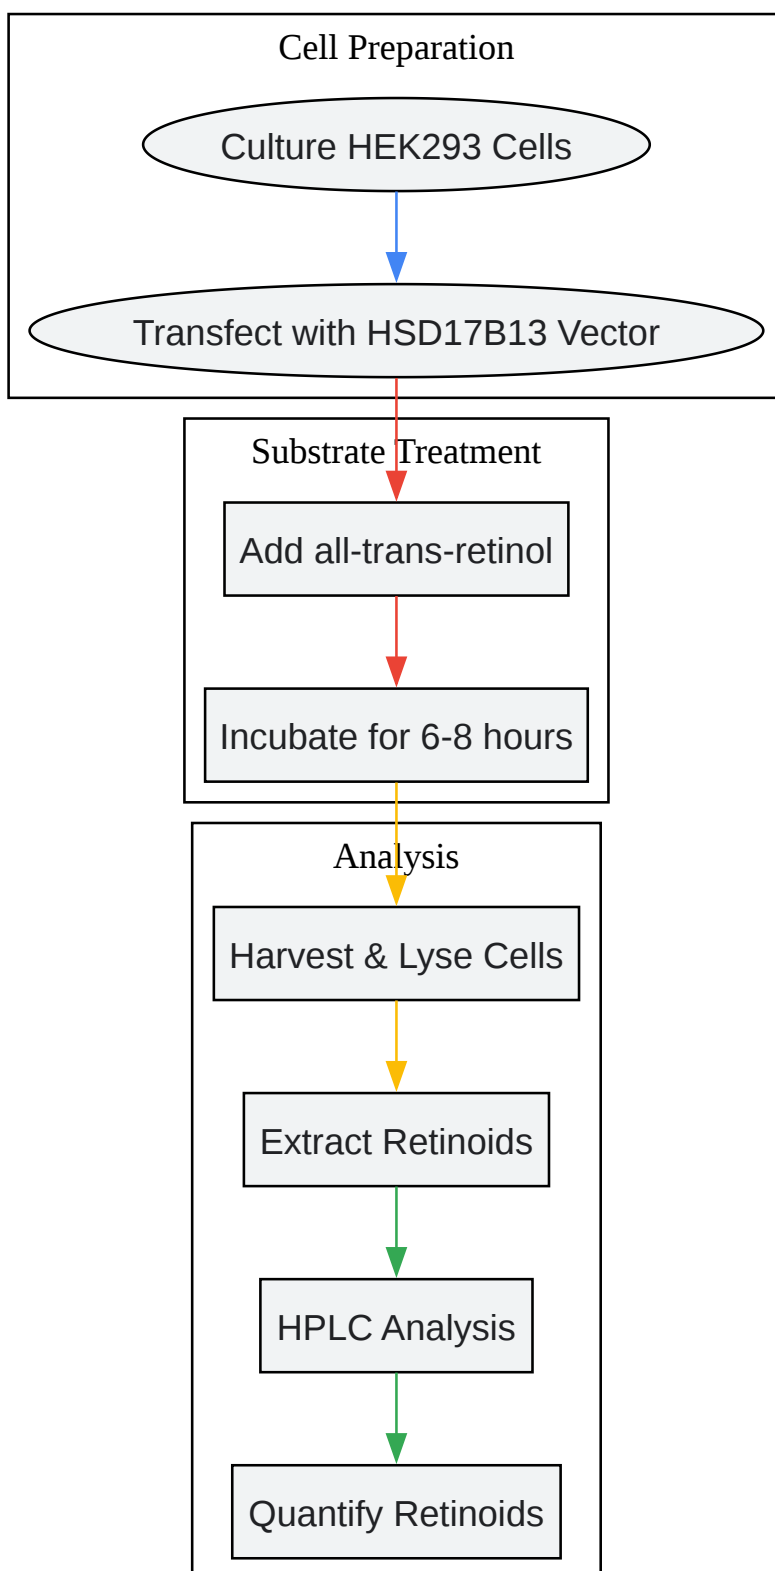 Cell Preparation
Culture HEK293 Cells
Transfect with HSD17B13 Vector
Substrate Treatment
Add all-trans-retinol
Incubate for 6-8 hours
Analysis
Harvest & Lyse Cells
Extract Retinoids
HPLC Analysis
Quantify Retinoids